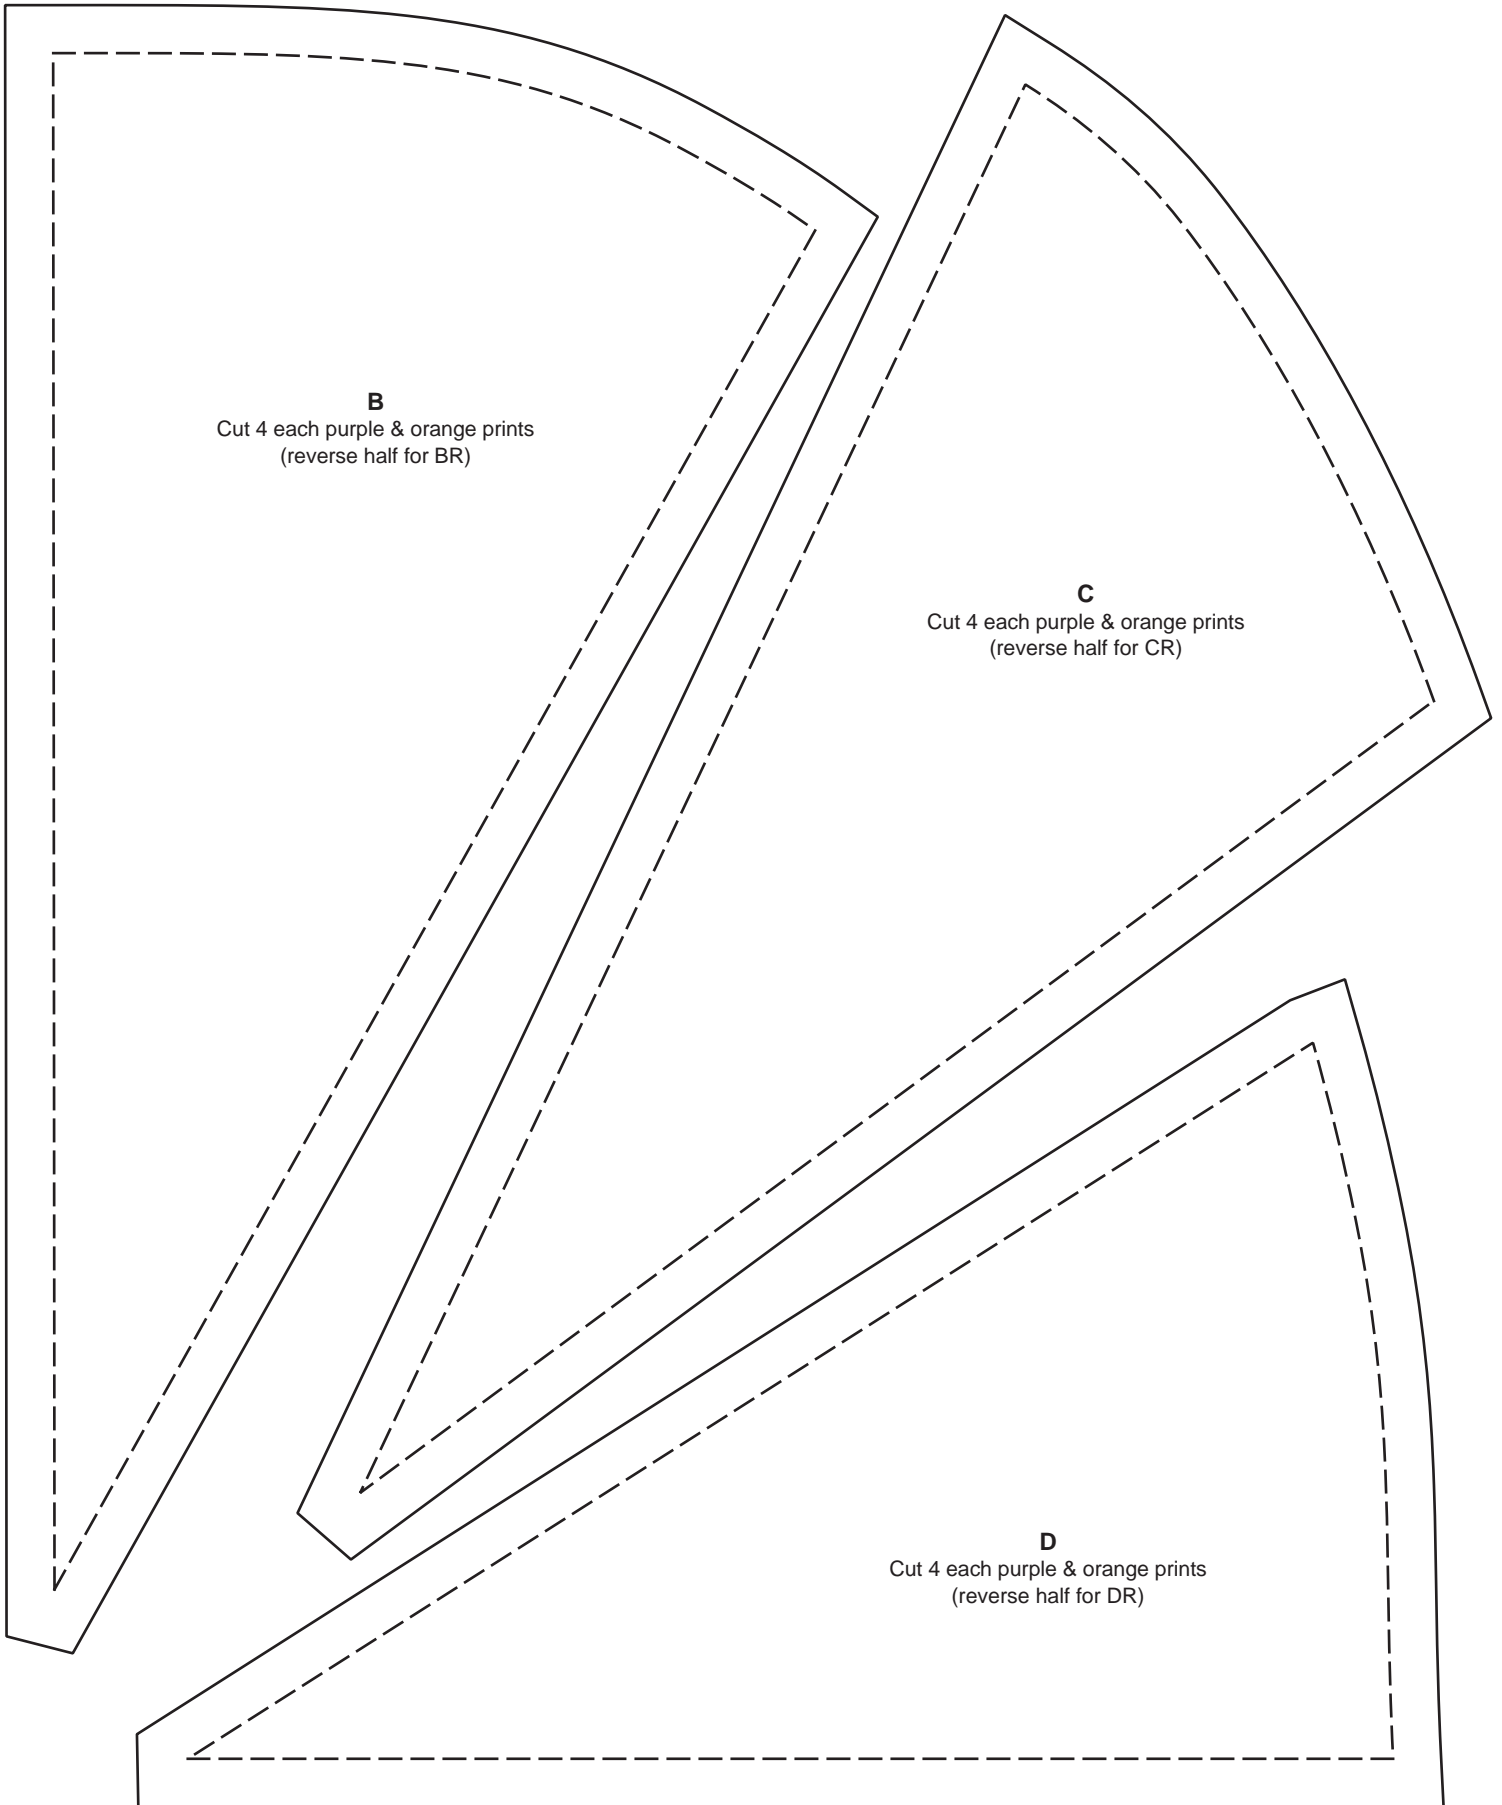 B
Cut 4 each purple & orange prints
(reverse half for BR)
C
Cut 4 each purple & orange prints
(reverse half for CR)
D
Cut 4 each purple & orange prints
(reverse half for DR)